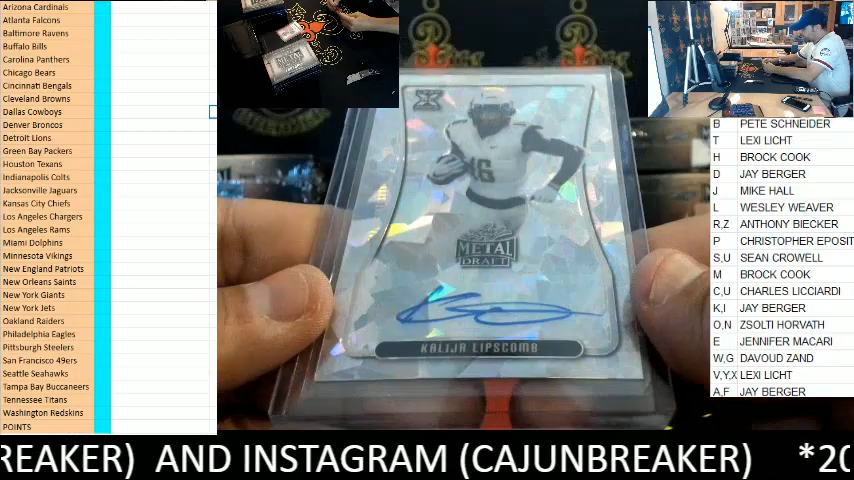 Arizona Cardinals
Atlanta Falcons
Baltimore Ravens
Buffalo Bills
Carolina Panthers
Chicago Bears
Cincinnati Bengals
Cleveland Browns
Dallas Cowboys
Denver Broncos
Detroit Lions
Green Bay Packers
Houston Texans
Indianapolis Colts
Jacksonville Jaguars
Kansas City Chiefs
Los Angeles Chargers
Los Angeles Rams
Miami Dolphins
Minnesota Vikings
New England Patriots
New Orleans Saints
New York Giants
New York Jets
Oakland Raiders
Philadelphia Eagles
Pittsburgh Steelers
San Francisco 49ers
Seattle Seahawks
Tampa Bay Buccaneers
Tennessee Titans
Washington Redskins
POINTS
METAL
16
METAL
DRAFT
KALIJA LIPSCOMB
B PETE SCHNEIDER
T LEXI LICHT
H BROCK COOK
D JAY BERGER
J MIKE HALL
L WESLEY WEAVER
R,Z ANTHONY BIECKER
P CHRISTOPHER EPOSIT
S,U SEAN CROWELL
M BROCK COOK
C,U CHARLES LICCIARDI
K,I JAY BERGER
O,N ZSOLTI HORVATH
E JENNIFER MACARI
W,G DAVOUD ZAND
V,Y,X LEXI LICHT
A,F JAY BERGER
REAKER) AND INSTAGRAM (CAJUNBREAKER) *20